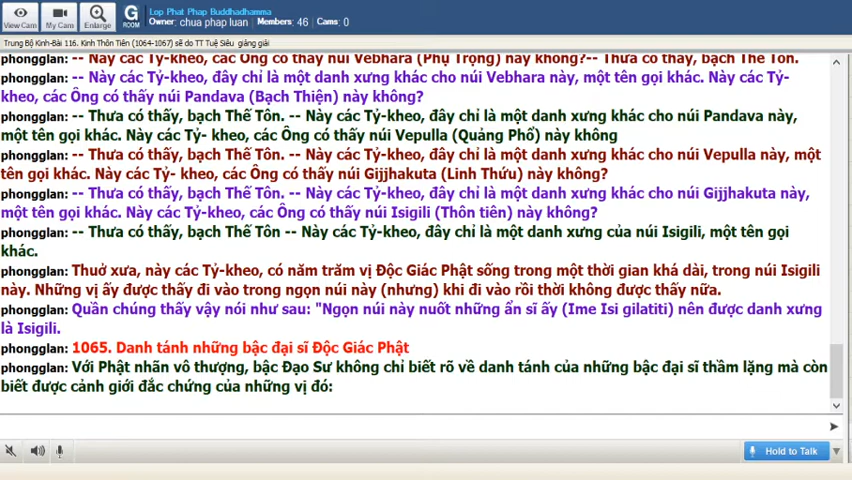 View Cam
My Cam
Enlarge
G
ROOM
Lop Phat Phap Buddhadhamma
Owner: chua phap luan Members: 46 Cams: 0
Trung Bộ Kinh-Bài 116. Kinh Thôn Tiên (1064-1067) sẽ do TT Tuệ Siêu giảng giải
phongglan: -- Này các Tỷ-kheo, các Ông có thấy núi Vebhara (Phụ Trọng) này không?-- Thưa có thấy, bạch Thế Tôn.
phongglan: -- Này các Tỷ-kheo, đây chỉ là một danh xưng khác cho núi Vebhara này, một tên gọi khác. Này các Tỷ-
kheo, các Ông có thấy núi Pandava (Bạch Thiện) này không?
phongglan: -- Thưa có thấy, bạch Thế Tôn. -- Này các Tỷ-kheo, đây chỉ là một danh xưng khác cho núi Pandava này,
một tên gọi khác. Này các Tỷ- kheo, các Ông có thấy núi Vepulla (Quảng Phổ) này không
phongglan: -- Thưa có thấy, bạch Thế Tôn. -- Này các Tỷ-kheo, đây chỉ là một danh xưng khác cho núi Vepulla này, một
tên gọi khác. Này các Tỷ- kheo, các Ông có thấy núi Gijjhakuta (Linh Thứu) này không?
phongglan: -- Thưa có thấy, bạch Thế Tôn. -- Này các Tỷ-kheo, đây chỉ là một danh xưng khác cho núi Gijjhakuta này,
một tên gọi khác. Này các Tỷ-kheo, các Ông có thấy núi Isigili (Thôn tiên) này không?
phongglan: -- Thưa có thấy, bạch Thế Tôn -- Này các Tỷ-kheo, đây chỉ là một danh xưng của núi Isigili, một tên gọi
khác.
phongglan: Thuở xưa, này các Tỷ-kheo, có năm trăm vị Độc Giác Phật sống trong một thời gian khá dài, trong núi Isigili
này. Những vị ấy được thấy đi vào trong ngọn núi này (nhưng) khi đi vào rồi thời không được thấy nữa.
phongglan: Quần chúng thấy vậy nói như sau: "Ngọn núi này nuốt những ẩn sĩ ấy (Ime Isi gilatiti) nên được danh xưng
là Isigili.
phongglan: 1065. Danh tánh những bậc đại sĩ Độc Giác Phật
phongglan: Với Phật nhãn vô thượng, bậc Đạo Sư không chỉ biết rõ về danh tánh của những bậc đại sĩ thầm lặng mà còn
biết được cảnh giới đắc chứng của những vị đó:
Hold to Talk